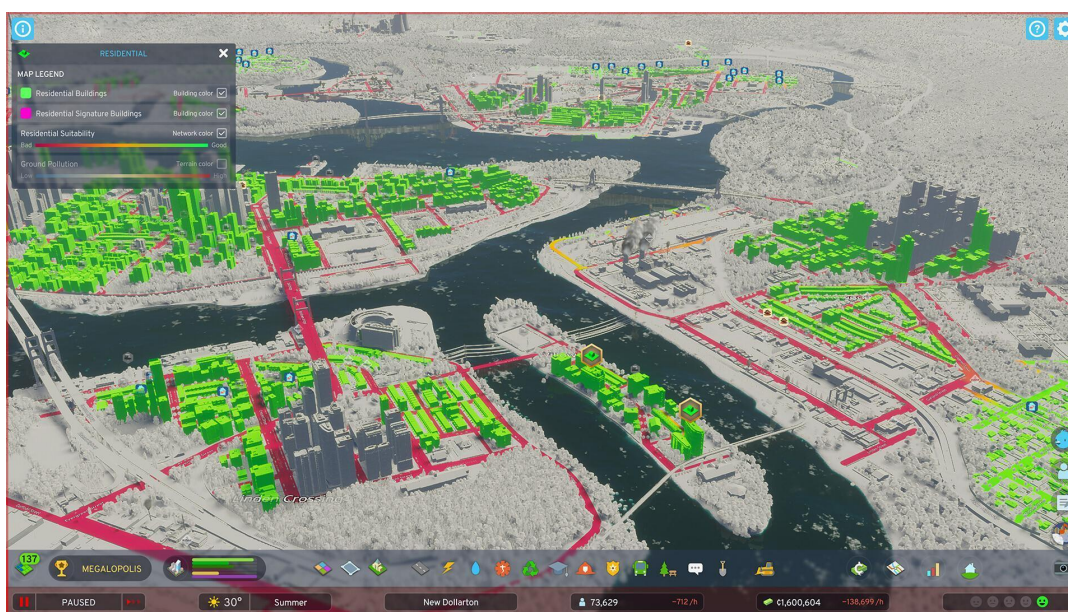 RESIDENTIAL
MAP LEGEND
Residential Buildings Building color
Residential Signature Buildings Building color
Residential Suitability Network color
Bad Good
Ground Pollution Terrain color
Low High
Linden Crossing
137
MEGALOPOLIS
PAUSED 30° Summer New Dollarton 73,629 -712 /h ¢1,600,604 -138,699 /h